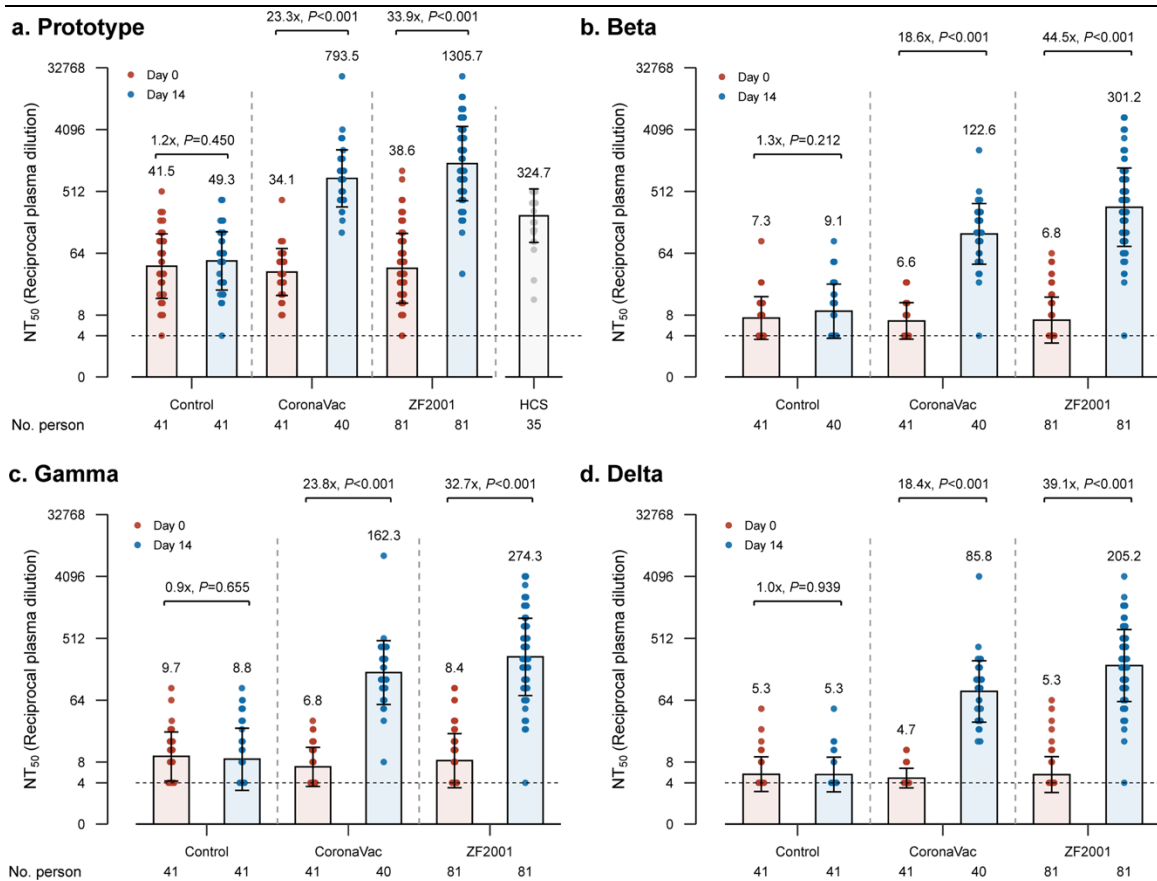 a. Prototype
23.3x, P<0.001
33.9x, P<0.001
793.5
1305.7
32768
4096
512
64
8
4
0
NT50 (Reciprocal plasma dilution)
Day 0
Day 14
1.2x, P=0.450
41.5
49.3
34.1
38.6
324.7
Control
CoronaVac
ZF2001
HCS
No. person
41
41
41
40
81
81
35
b. Beta
18.6x, P<0.001
44.5x, P<0.001
32768
4096
512
64
8
4
0
NT50 (Reciprocal plasma dilution)
Day 0
Day 14
1.3x, P=0.212
7.3
9.1
6.6
122.6
6.8
301.2
Control
CoronaVac
ZF2001
41
40
41
40
81
81
c. Gamma
23.8x, P<0.001
32.7x, P<0.001
32768
4096
512
64
8
4
0
NT50 (Reciprocal plasma dilution)
Day 0
Day 14
0.9x, P=0.655
9.7
8.8
6.8
162.3
8.4
274.3
Control
CoronaVac
ZF2001
No. person
41
41
41
40
81
81
d. Delta
18.4x, P<0.001
39.1x, P<0.001
32768
4096
512
64
8
4
0
NT50 (Reciprocal plasma dilution)
Day 0
Day 14
1.0x, P=0.939
5.3
5.3
4.7
85.8
5.3
205.2
Control
CoronaVac
ZF2001
41
41
41
40
81
81